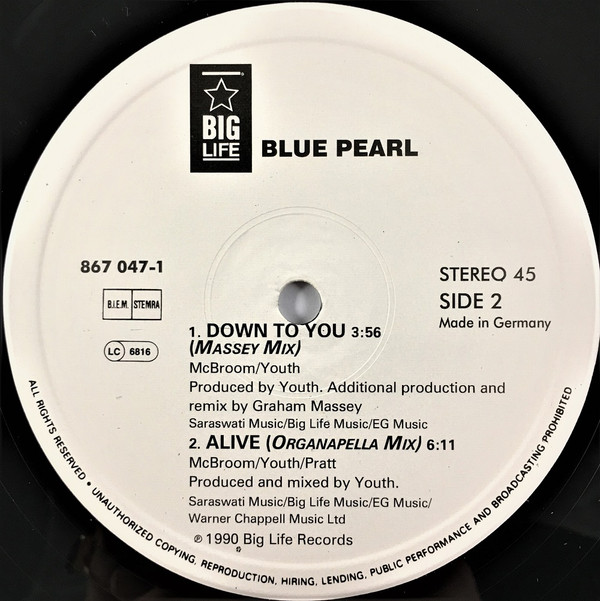 BIG
LIFE
BLUE PEARL
867 047-1
B.I.E.M. STEMRA
LC 6816
STEREO 45
SIDE 2
Made in Germany
1. DOWN TO YOU 3:56
(MASSEY MIX)
McBroom/Youth
Produced by Youth. Additional production and
remix by Graham Massey
Saraswati Music/Big Life Music/EG Music
2. ALIVE (ORGANAPELLA MIX) 6:11
McBroom/Youth/Pratt
Produced and mixed by Youth.
Saraswati Music/Big Life Music/EG Music/
Warner Chappell Music Ltd
℗ 1990 Big Life Records
ALL RIGHTS RESERVED • UNAUTHORIZED COPYING, REPRODUCTION, HIRING, LENDING, PUBLIC PERFORMANCE AND BROADCASTING PROHIBITED